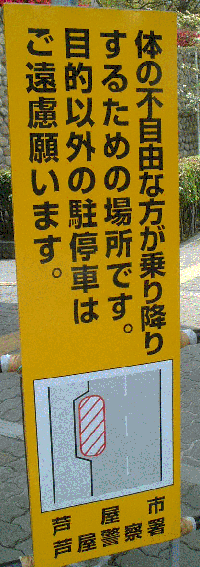 体の不自由な方が乗り降り
するための場所です。
目的以外の駐停車は
ご遠慮願います。
芦屋市
芦屋警察署